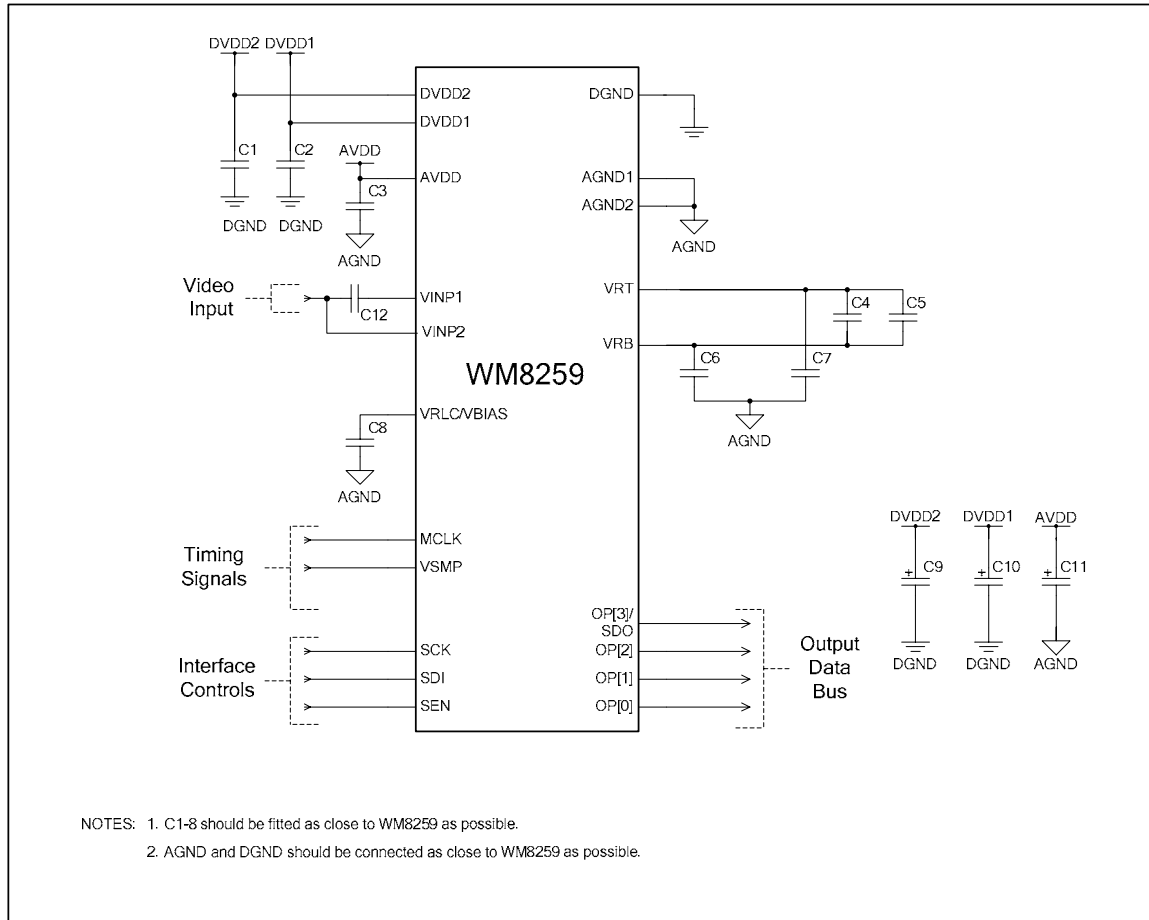 DVDD2 DVDD1
DVDD2
DVDD1
C1
C2
DGND
DGND
AVDD
AVDD
C3
AGND
Video
Input
VINP1
C12
VINP2
WM8259
VRLC/VBIAS
C8
AGND
Timing
Signals
MCLK
VSMP
Interface
Controls
SCK
SDI
SEN
DGND
AGND1
AGND2
AGND
VRT
VRB
C4
C5
C6
C7
AGND
OP[3]/
SDO
OP[2]
OP[1]
OP[0]
Output
Data
Bus
DVDD2 DVDD1 AVDD
+ C9 + C10 + C11
DGND DGND AGND
NOTES: 1. C1-8 should be fitted as close to WM8259 as possible.
2. AGND and DGND should be connected as close to WM8259 as possible.